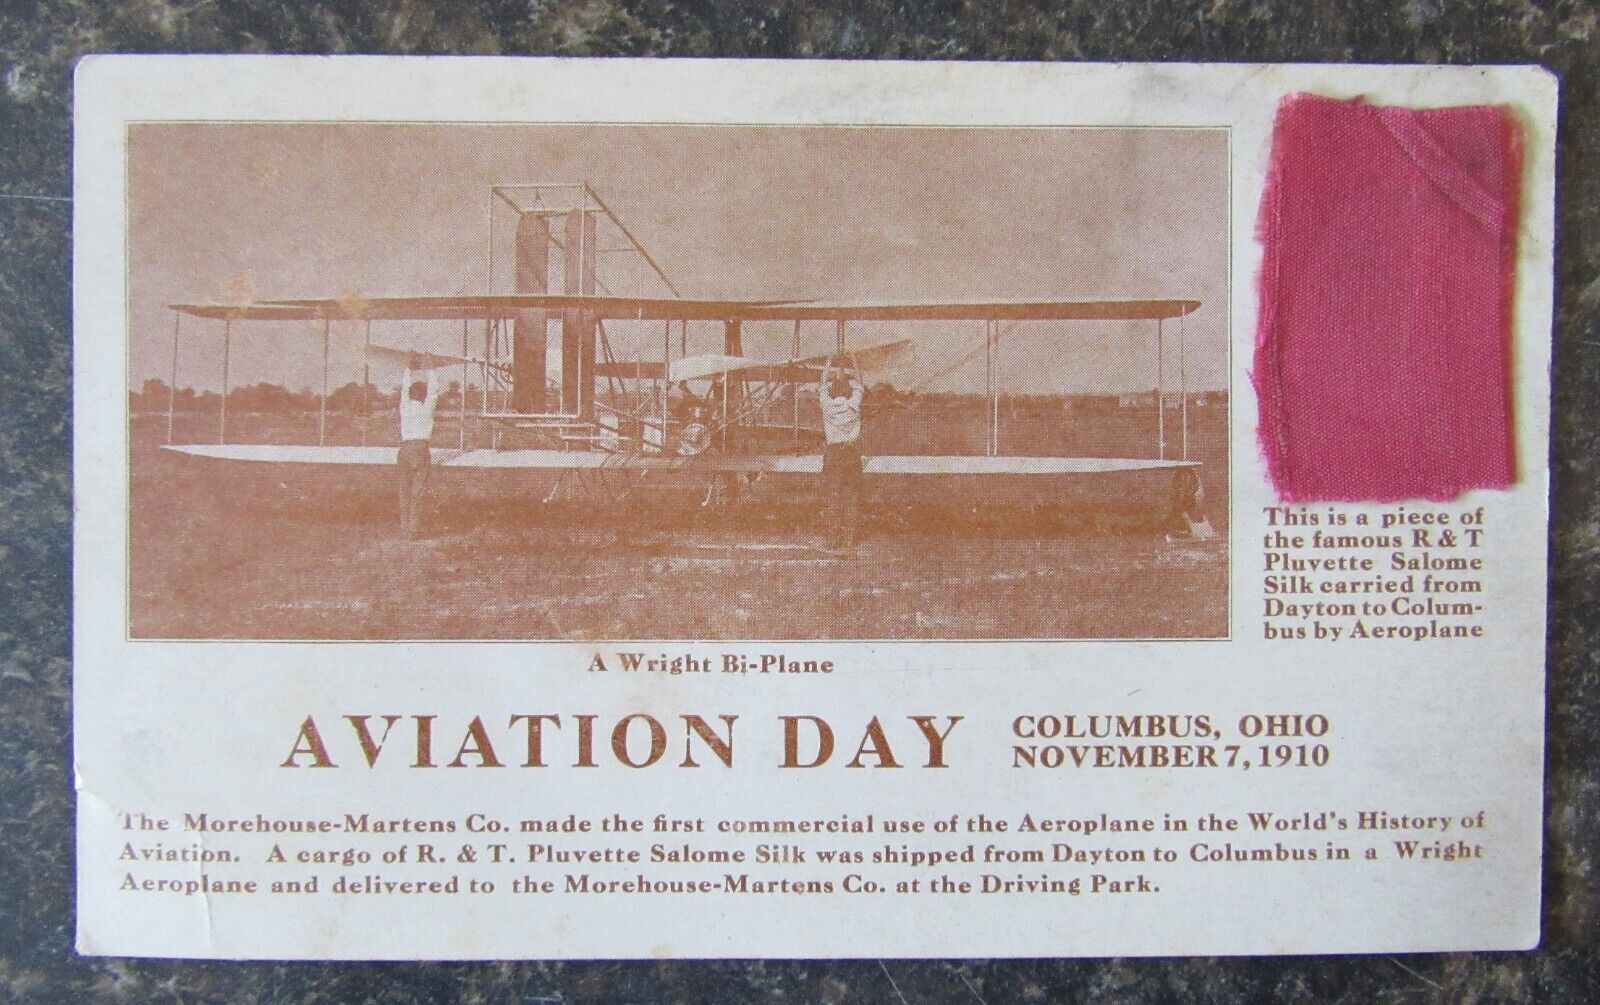 This is a piece of
the famous R & T
Pluvette Salome
Silk carried from
Dayton to Colum-
bus by Aeroplane
A Wright Bi-Plane
AVIATION DAY
COLUMBUS, OHIO
NOVEMBER 7, 1910
The Morehouse-Martens Co. made the first commercial use of the Aeroplane in the World's History of
Aviation. A cargo of R. & T. Pluvette Salome Silk was shipped from Dayton to Columbus in a Wright
Aeroplane and delivered to the Morehouse-Martens Co. at the Driving Park.